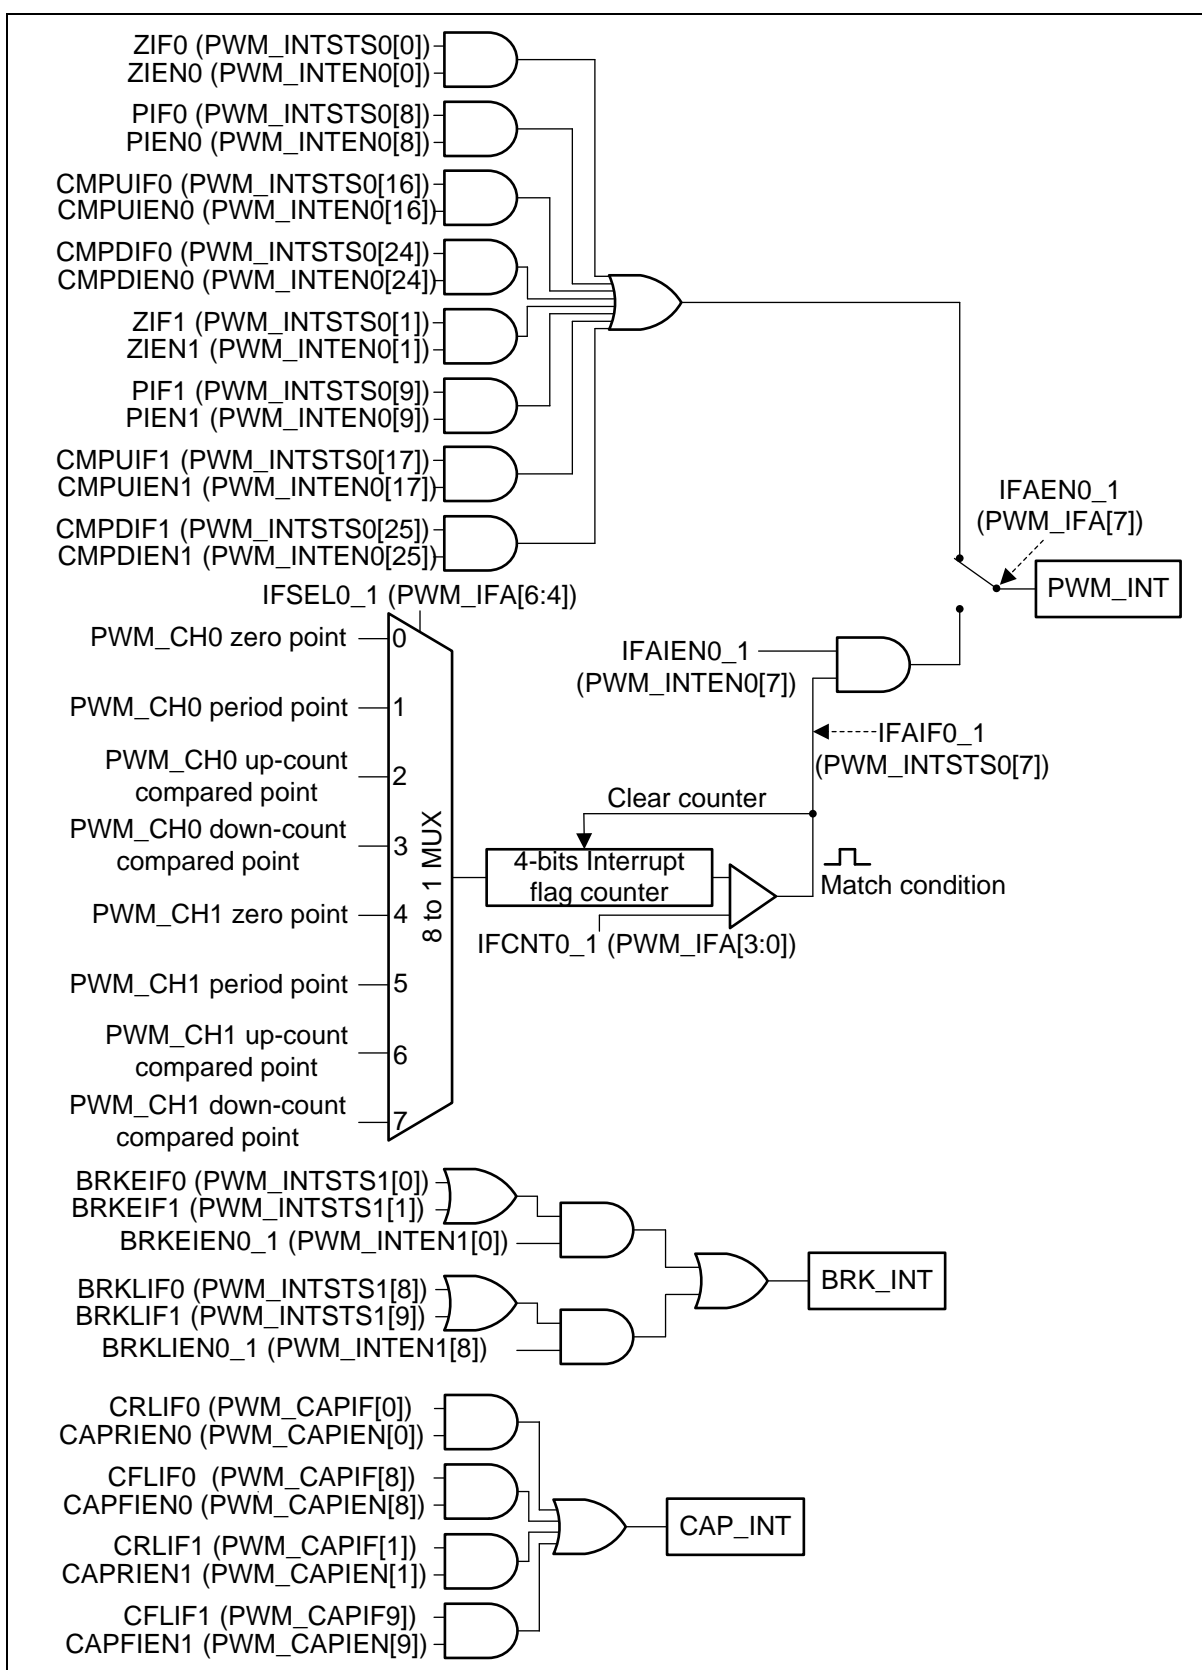 ZIF0 (PWM_INTSTS0[0])
ZIEN0 (PWM_INTEN0[0])
PIF0 (PWM_INTSTS0[8])
PIEN0 (PWM_INTEN0[8])
CMPUIF0 (PWM_INTSTS0[16])
CMPUIEN0 (PWM_INTEN0[16])
CMPDIF0 (PWM_INTSTS0[24])
CMPDIEN0 (PWM_INTEN0[24])
ZIF1 (PWM_INTSTS0[1])
ZIEN1 (PWM_INTEN0[1])
PIF1 (PWM_INTSTS0[9])
PIEN1 (PWM_INTEN0[9])
CMPUIF1 (PWM_INTSTS0[17])
CMPUIEN1 (PWM_INTEN0[17])
CMPDIF1 (PWM_INTSTS0[25])
CMPDIEN1 (PWM_INTEN0[25])
IFAEN0_1
(PWM_IFA[7])
PWM_INT
IFSEL0_1 (PWM_IFA[6:4])
PWM_CH0 zero point
0
PWM_CH0 period point
1
PWM_CH0 up-count
compared point
2
PWM_CH0 down-count
compared point
3
PWM_CH1 zero point
4
PWM_CH1 period point
5
PWM_CH1 up-count
compared point
6
PWM_CH1 down-count
compared point
7
8 to 1 MUX
IFAIEN0_1
(PWM_INTEN0[7])
IFAIF0_1
(PWM_INTSTS0[7])
Clear counter
4-bits Interrupt
flag counter
Match condition
IFCNT0_1 (PWM_IFA[3:0])
BRKEIF0 (PWM_INTSTS1[0])
BRKEIF1 (PWM_INTSTS1[1])
BRKEIEN0_1 (PWM_INTEN1[0])
BRKLIF0 (PWM_INTSTS1[8])
BRKLIF1 (PWM_INTSTS1[9])
BRKLIEN0_1 (PWM_INTEN1[8])
BRK_INT
CRLIF0 (PWM_CAPIF[0])
CAPRIEN0 (PWM_CAPIEN[0])
CFLIF0 (PWM_CAPIF[8])
CAPFIEN0 (PWM_CAPIEN[8])
CRLIF1 (PWM_CAPIF[1])
CAPRIEN1 (PWM_CAPIEN[1])
CFLIF1 (PWM_CAPIF9])
CAPFIEN1 (PWM_CAPIEN[9])
CAP_INT